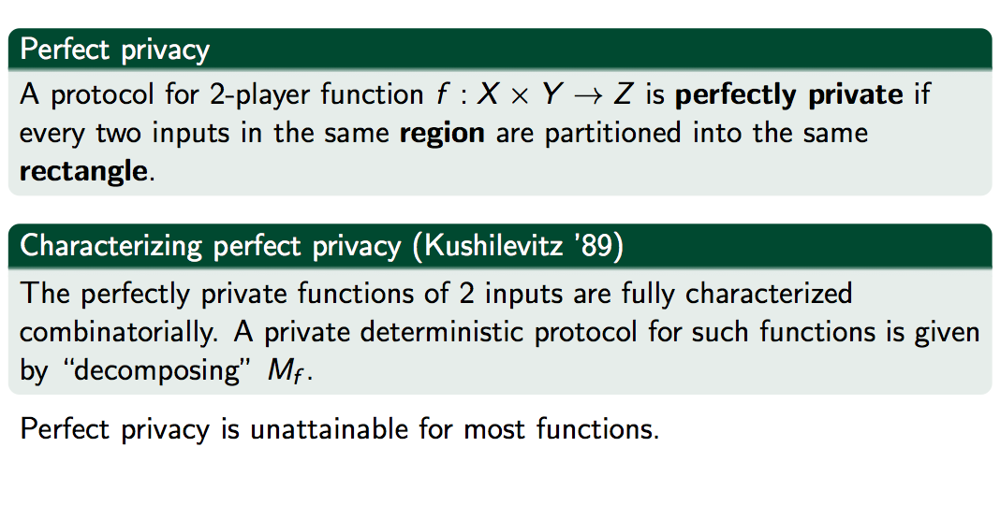 Perfect privacy
A protocol for 2-player function f : X × Y → Z is perfectly private if
every two inputs in the same region are partitioned into the same
rectangle.
Characterizing perfect privacy (Kushilevitz ’89)
The perfectly private functions of 2 inputs are fully characterized
combinatorially. A private deterministic protocol for such functions is given
by “decomposing” M_f.
Perfect privacy is unattainable for most functions.